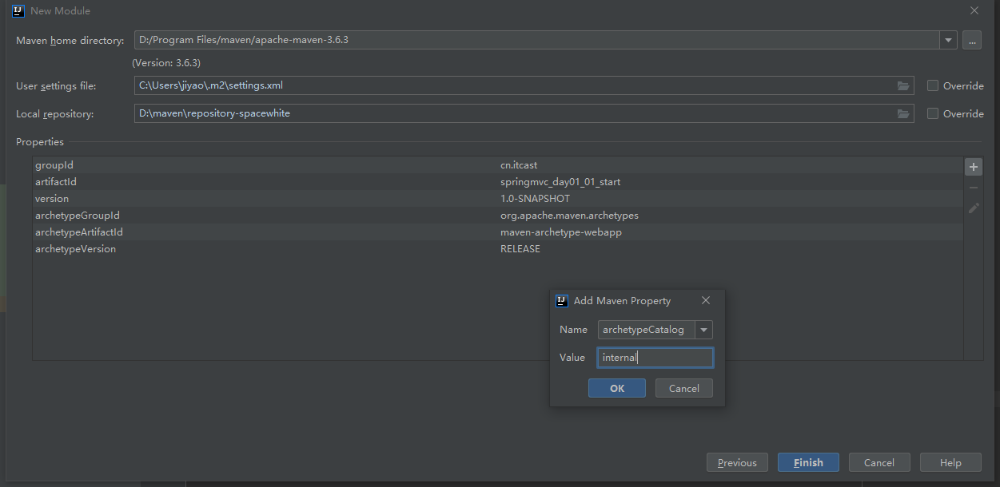 New Module
Maven home directory: D:/Program Files/maven/apache-maven-3.6.3 ...
(Version: 3.6.3)
User settings file: C:\Users\jiyao\.m2\settings.xml Override
Local repository: D:\maven\repository-spacewhite Override
Properties
groupId cn.itcast
artifactId springmvc_day01_01_start
version 1.0-SNAPSHOT
archetypeGroupId org.apache.maven.archetypes
archetypeArtifactId maven-archetype-webapp
archetypeVersion RELEASE
Add Maven Property
Name archetypeCatalog
Value internal
OK Cancel
Previous Finish Cancel Help